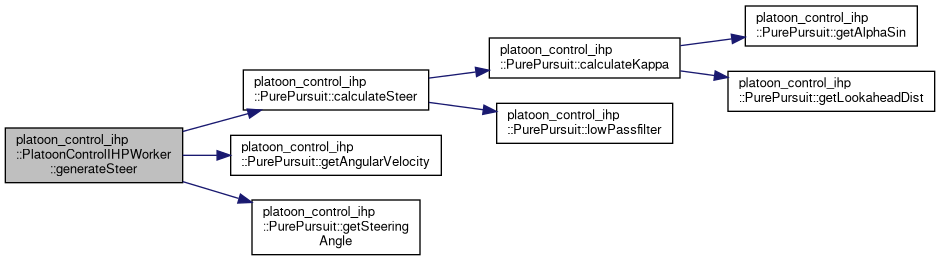 platoon_control_ihp
::PlatoonControlIHPWorker
::generateSteer
platoon_control_ihp
::PurePursuit::calculateSteer
platoon_control_ihp
::PurePursuit::calculateKappa
platoon_control_ihp
::PurePursuit::getAlphaSin
platoon_control_ihp
::PurePursuit::getLookaheadDist
platoon_control_ihp
::PurePursuit::lowPassfilter
platoon_control_ihp
::PurePursuit::getAngularVelocity
platoon_control_ihp
::PurePursuit::getSteering
Angle